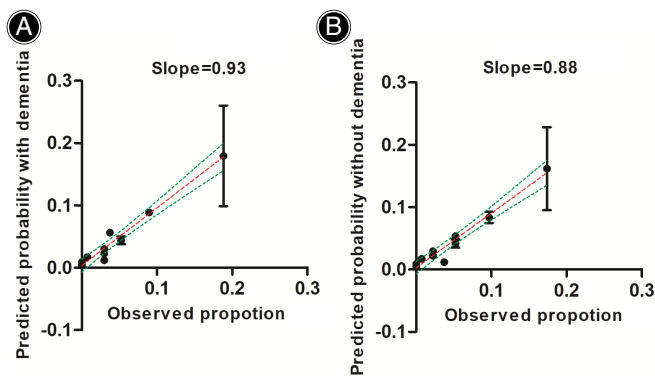 A
Slope=0.93
Predicted probability with dementia
0.3
0.2
0.1
0.0
-0.1
0.1
0.2
0.3
Observed propotion
B
Slope=0.88
Predicted probability without dementia
0.3
0.2
0.1
0.0
-0.1
0.1
0.2
0.3
Observed propotion